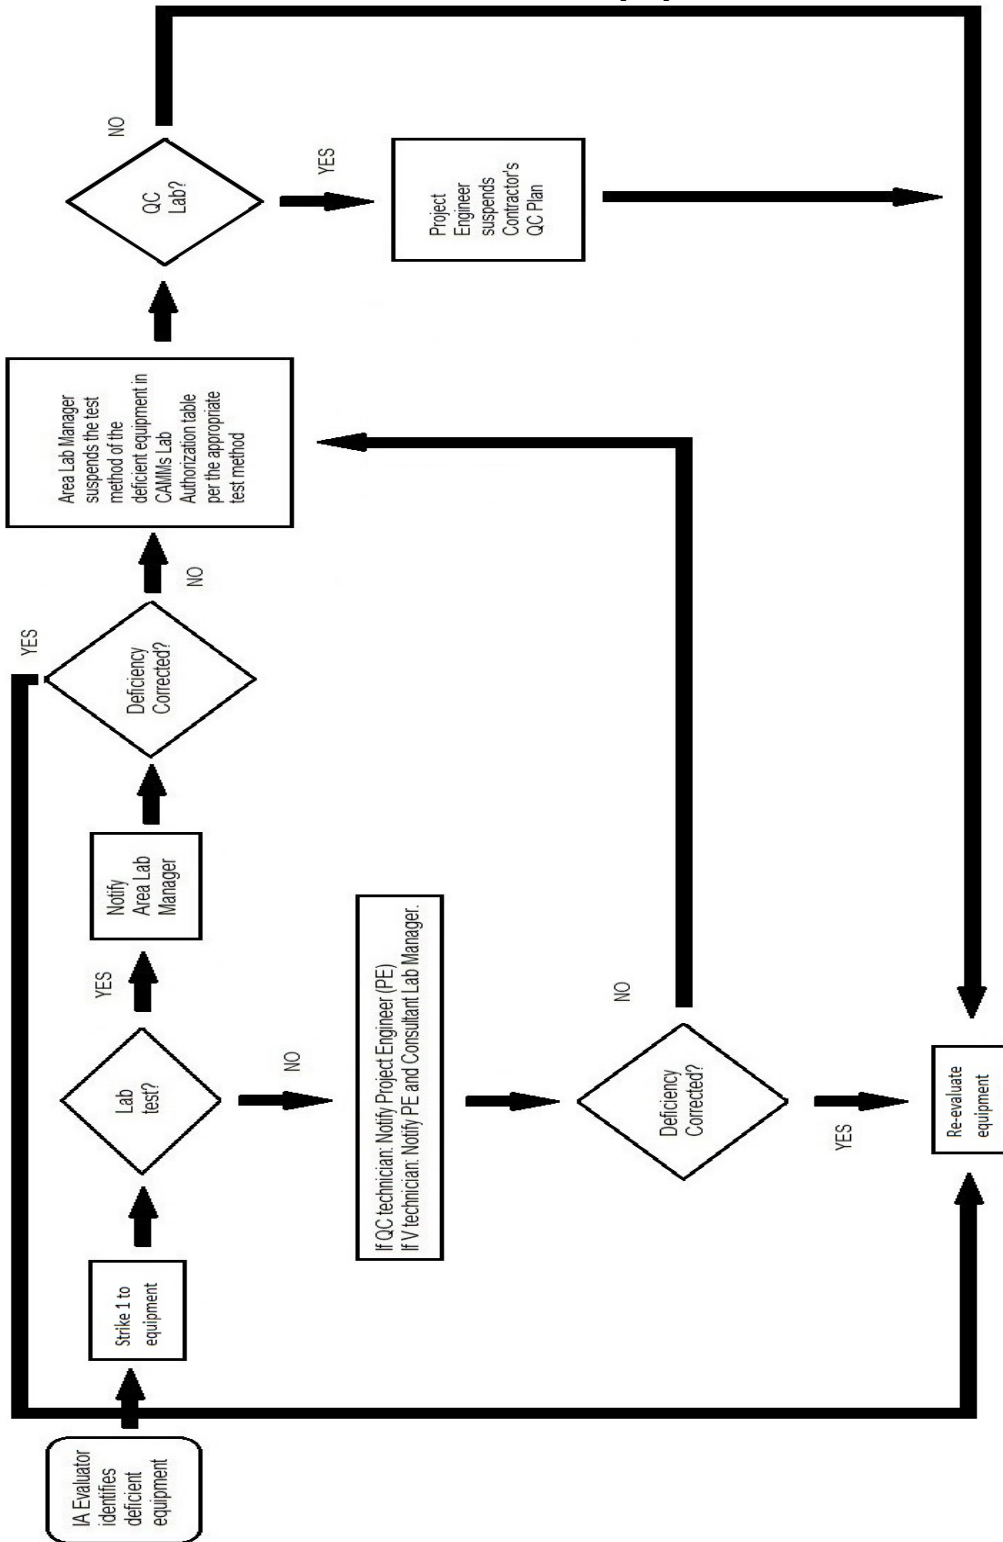 IA Evaluator
identifies
deficient
equipment
Strike 1 to
equipment
Lab
test?
YES
NO
Notify
Area Lab
Manager
Deficiency
Corrected?
YES
NO
Area Lab Manager
suspends the test
method of the
deficient equipment in
CAMMs Lab
Authorization table
per the appropriate
test method
QC
Lab?
NO
YES
Project
Engineer
suspends
Contractor's
QC Plan
If QC technician: Notify Project Engineer (PE)
If V technician: Notify PE and Consultant Lab Manager.
Deficiency
Corrected?
NO
YES
Re-evaluate
equipment